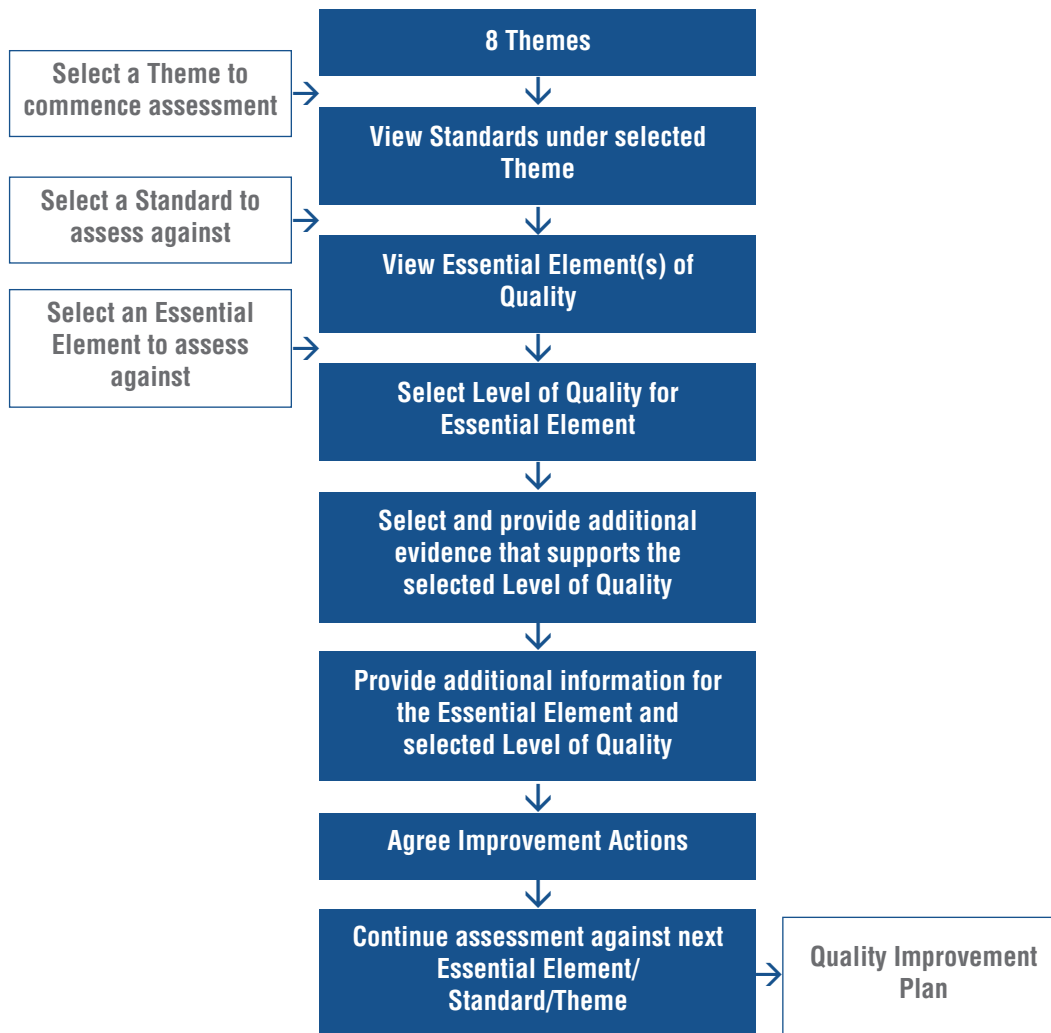 8 Themes
Select a Theme to
commence assessment
View Standards under selected
Theme
Select a Standard to
assess against
View Essential Element(s) of
Quality
Select an Essential
Element to assess
against
Select Level of Quality for
Essential Element
Select and provide additional
evidence that supports the
selected Level of Quality
Provide additional information for
the Essential Element and
selected Level of Quality
Agree Improvement Actions
Continue assessment against next
Essential Element/
Standard/Theme
Quality Improvement
Plan